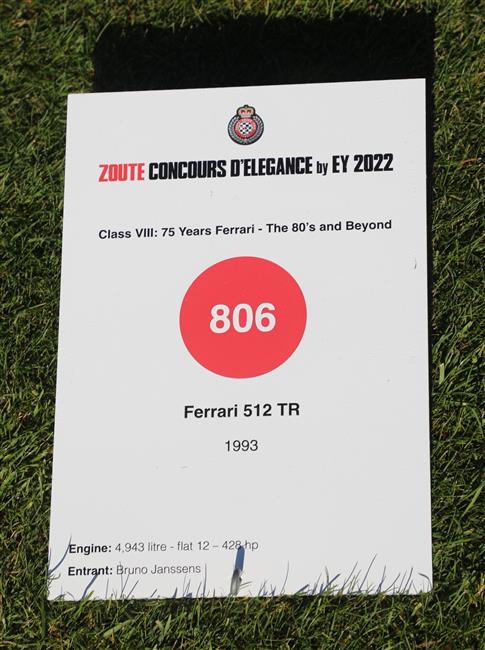 ZOUTE CONCOURS D'ELEGANCE by EY 2022
Class VIII: 75 Years Ferrari - The 80's and Beyond
806
Ferrari 512 TR
1993
Engine: 4,943 litre - flat 12 – 428 hp
Entrant: Bruno Janssens